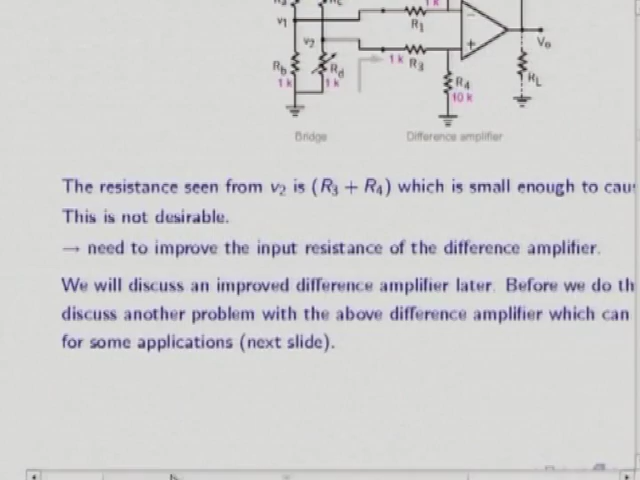 1 k
v1
R1
v2
Vo
Rb
Rd
1 k R3
1 k
1 k
R4
RL
10 k
Bridge
Difference amplifier
The resistance seen from v2 is (R3 + R4) which is small enough to cau
This is not desirable.
→ need to improve the input resistance of the difference amplifier.
We will discuss an improved difference amplifier later. Before we do th
discuss another problem with the above difference amplifier which can
for some applications (next slide).